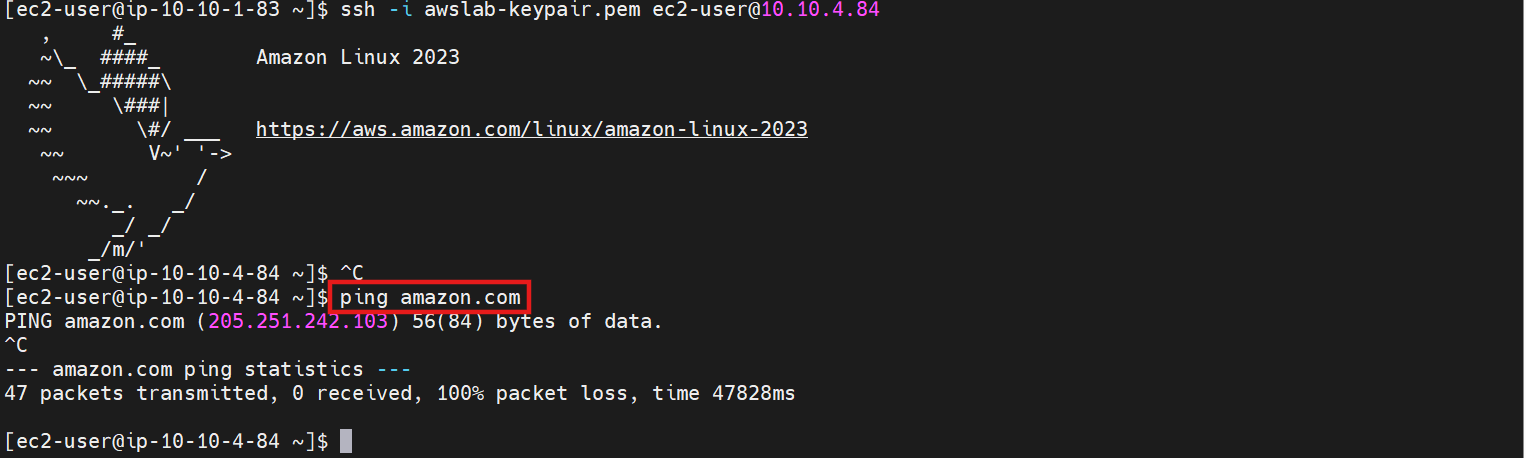 [ec2-user@ip-10-10-1-83 ~]$ ssh -i awslab-keypair.pem ec2-user@10.10.4.84
   ,     #_
   ~\_  ####_        Amazon Linux 2023
  ~~  \_#####\
  ~~     \###|
  ~~       \#/ ___   https://aws.amazon.com/linux/amazon-linux-2023
   ~~       V~' '->
    ~~~         /
      ~~._.   _/
         _/ _/
       _/m/'
[ec2-user@ip-10-10-4-84 ~]$ ^C
[ec2-user@ip-10-10-4-84 ~]$ ping amazon.com
PING amazon.com (205.251.242.103) 56(84) bytes of data.
^C
--- amazon.com ping statistics ---
47 packets transmitted, 0 received, 100% packet loss, time 47828ms
[ec2-user@ip-10-10-4-84 ~]$